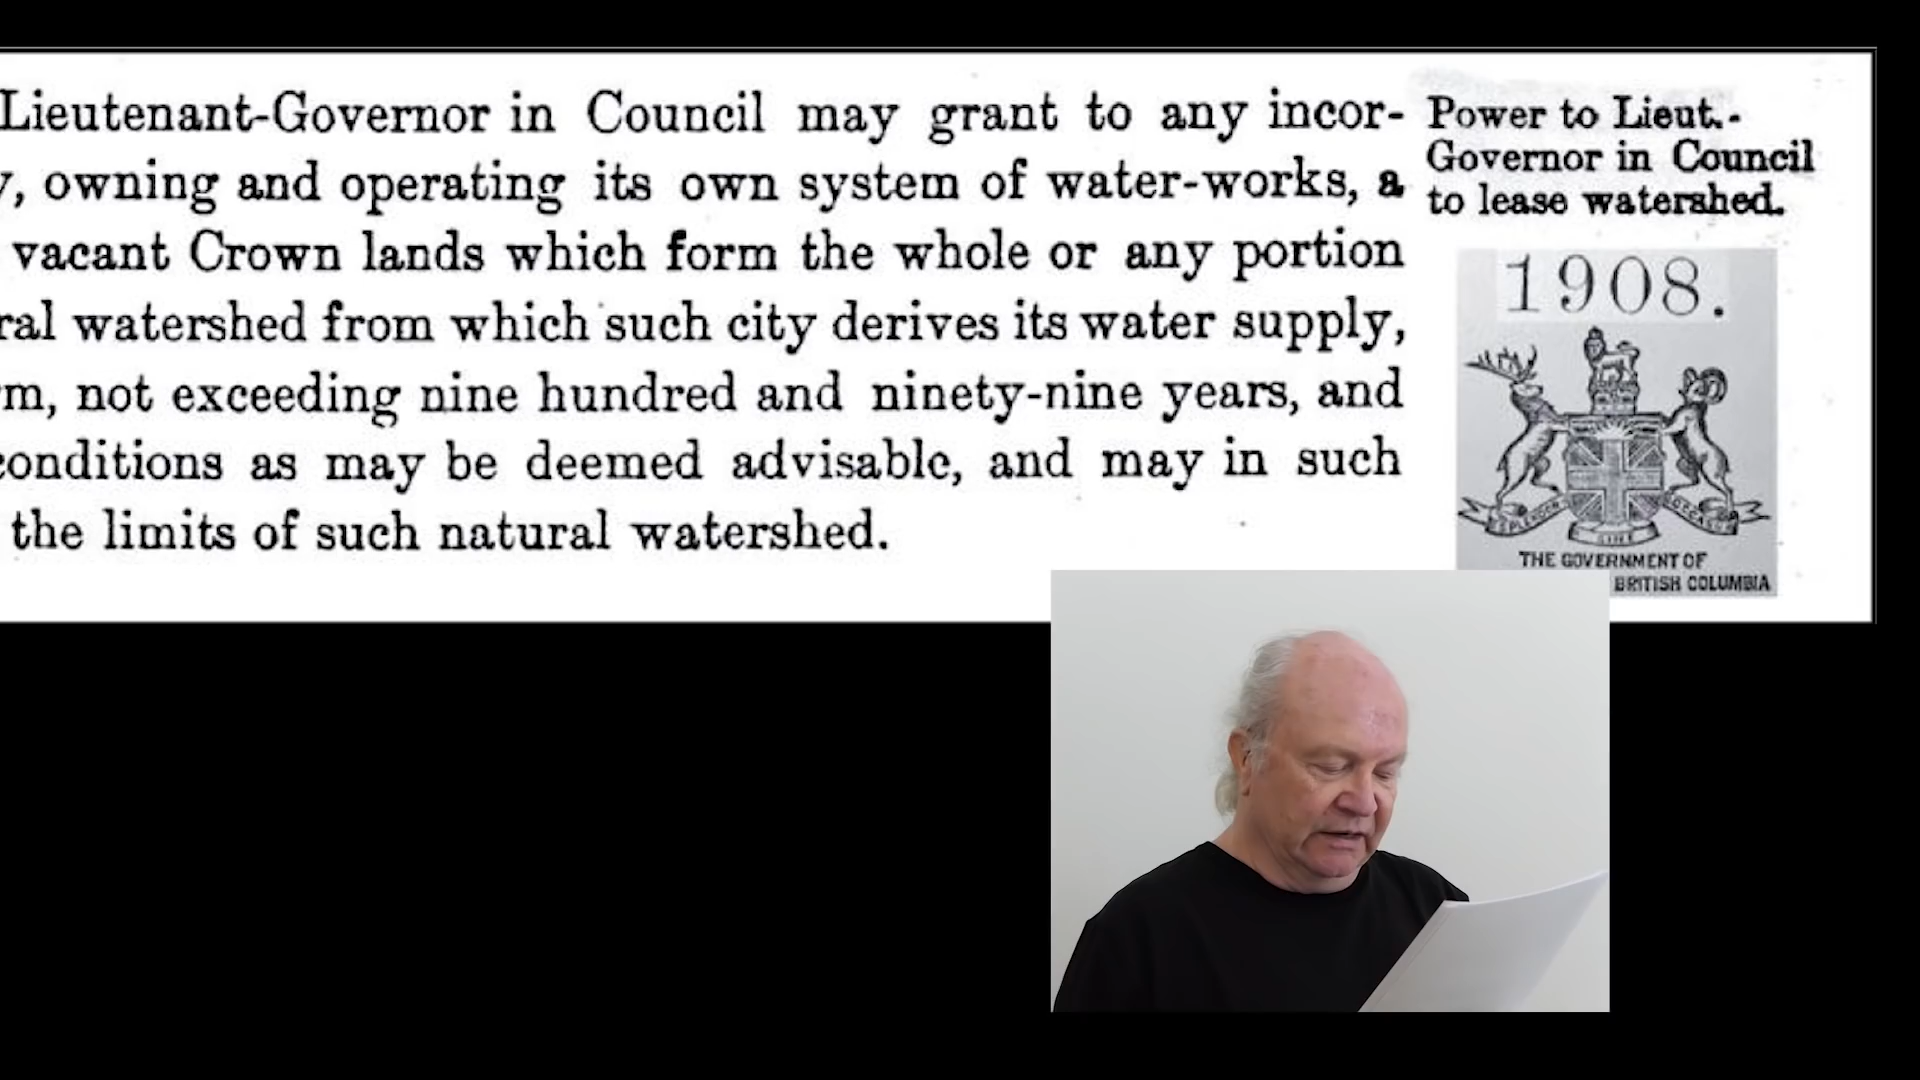 Lieutenant-Governor in Council may grant to any incor-
y, owning and operating its own system of water-works, a
vacant Crown lands which form the whole or any portion
ral watershed from which such city derives its water supply,
rm, not exceeding nine hundred and ninety-nine years, and
conditions as may be deemed advisable, and may in such
the limits of such natural watershed.
Power to Lieut.-
Governor in Council
to lease watershed.
1908.
SPLENDOR
SINE
OCCASU
THE GOVERNMENT OF
BRITISH COLUMBIA